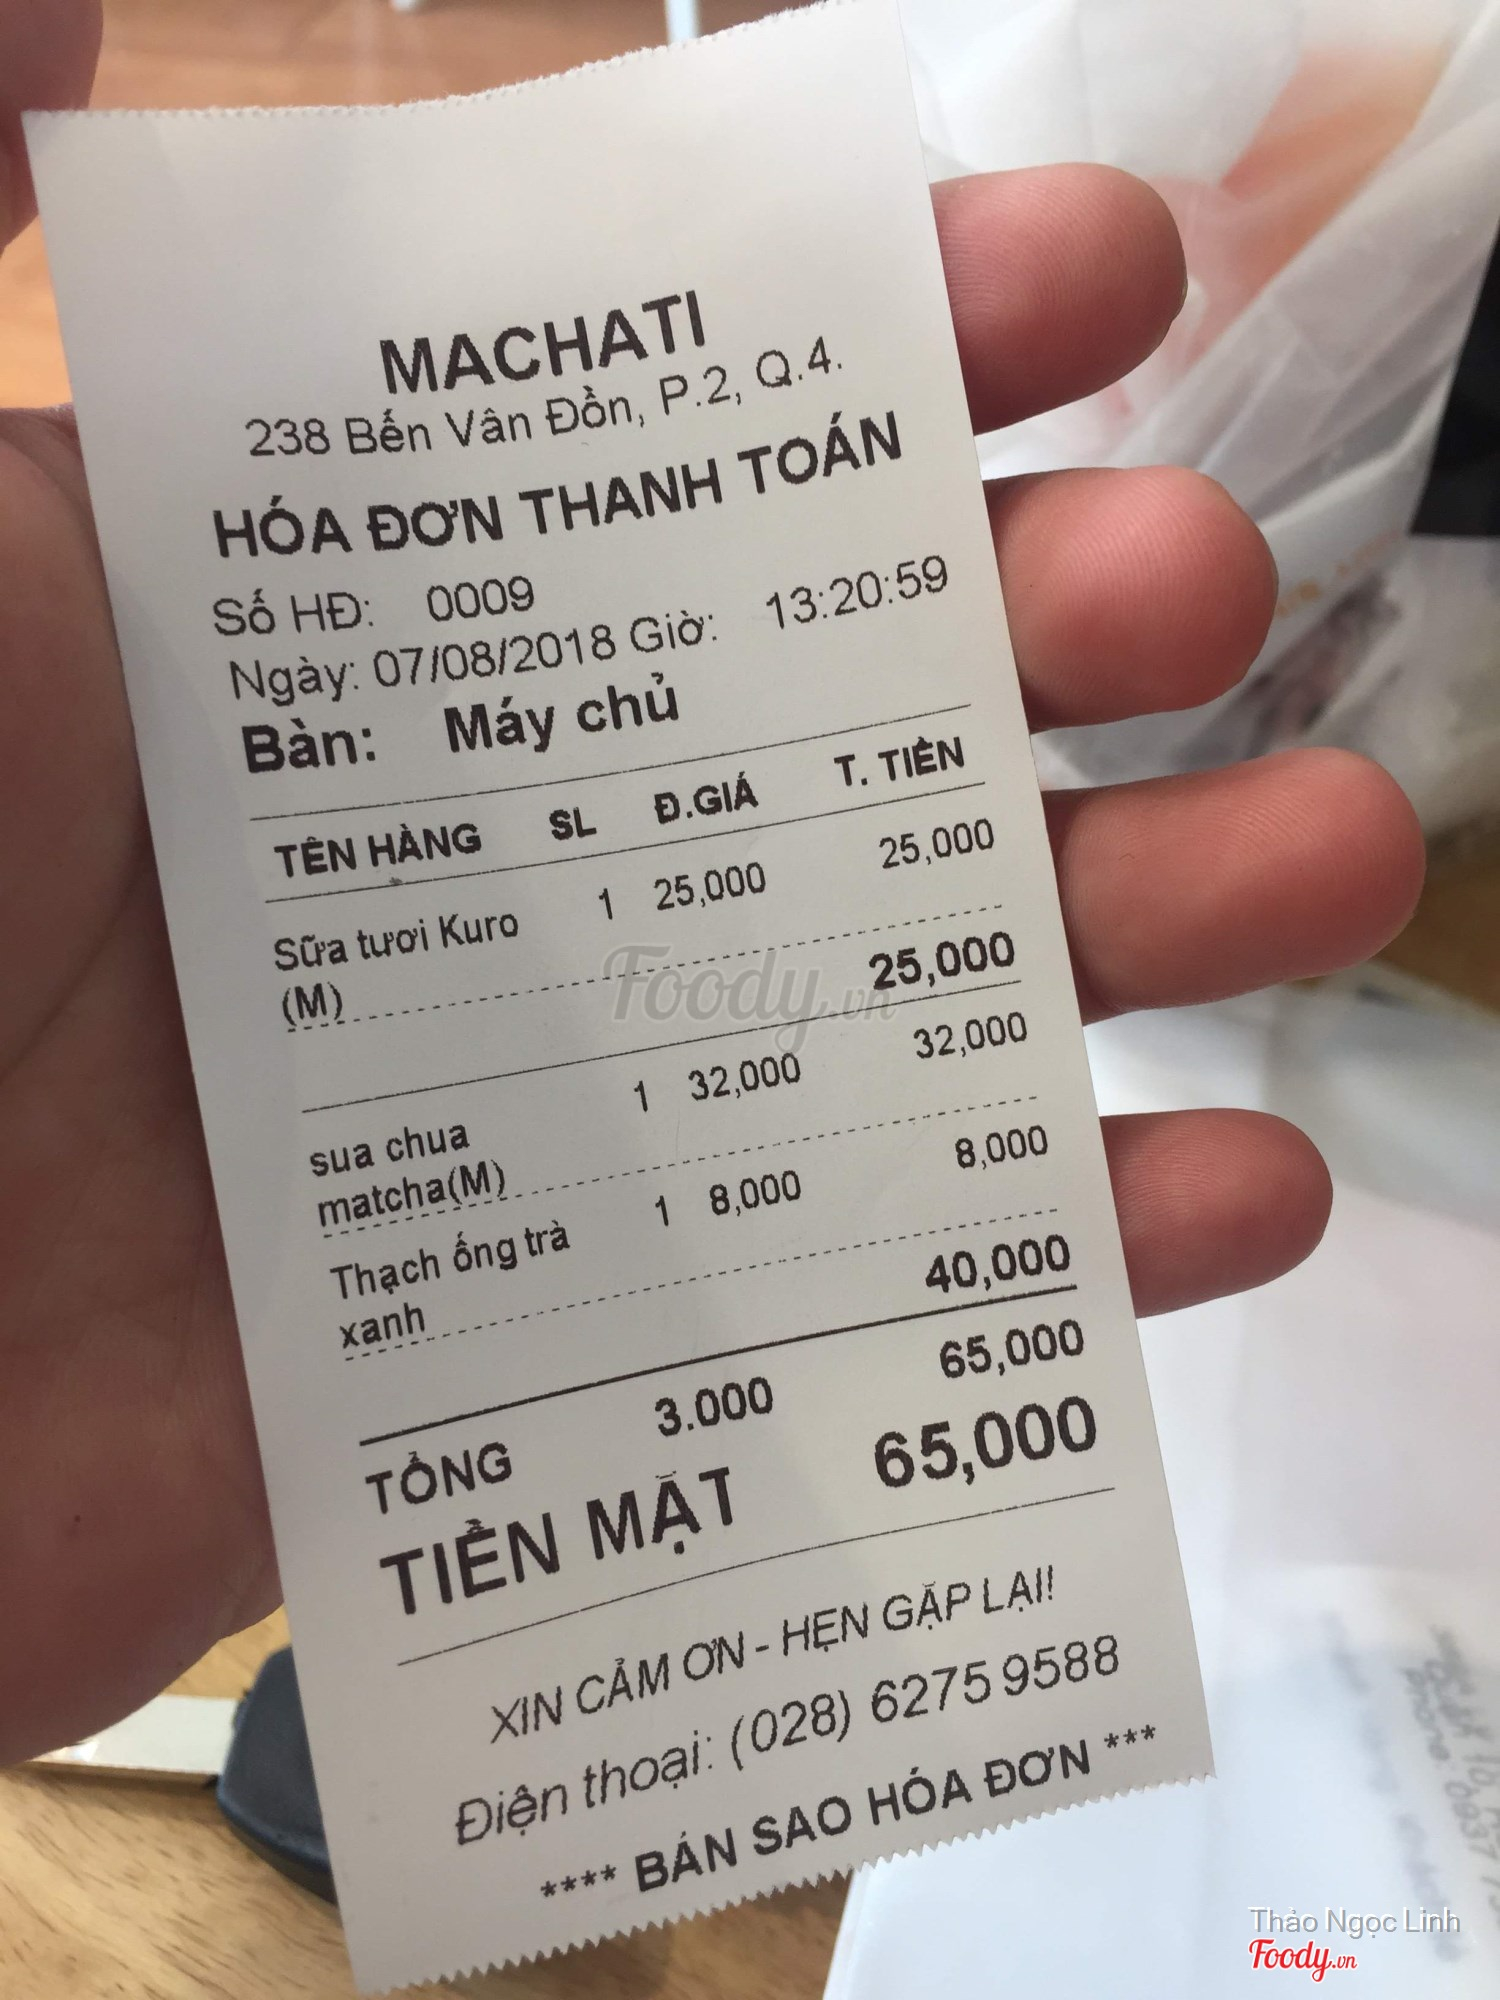 MACHATI
238 Bến Vân Đồn, P.2, Q.4.
HÓA ĐƠN THANH TOÁN
Số HĐ: 0009
Ngày: 07/08/2018 Giờ: 13:20:59
Bàn: Máy chủ
TÊN HÀNG SL Đ.GIÁ T. TIỀN
Sữa tươi Kuro 1 25,000 25,000
(M)
25,000
sua chua 1 32,000 32,000
matcha(M)
Thạch ống trà 1 8,000 8,000
xanh
40,000
TỔNG 3.000 65,000
TIỀN MẶT 65,000
XIN CẢM ƠN - HẸN GẶP LẠI!
Điện thoại: (028) 6275 9588
**** BẢN SAO HÓA ĐƠN ***
Foody.vn
Thảo Ngọc Linh
Foody.vn